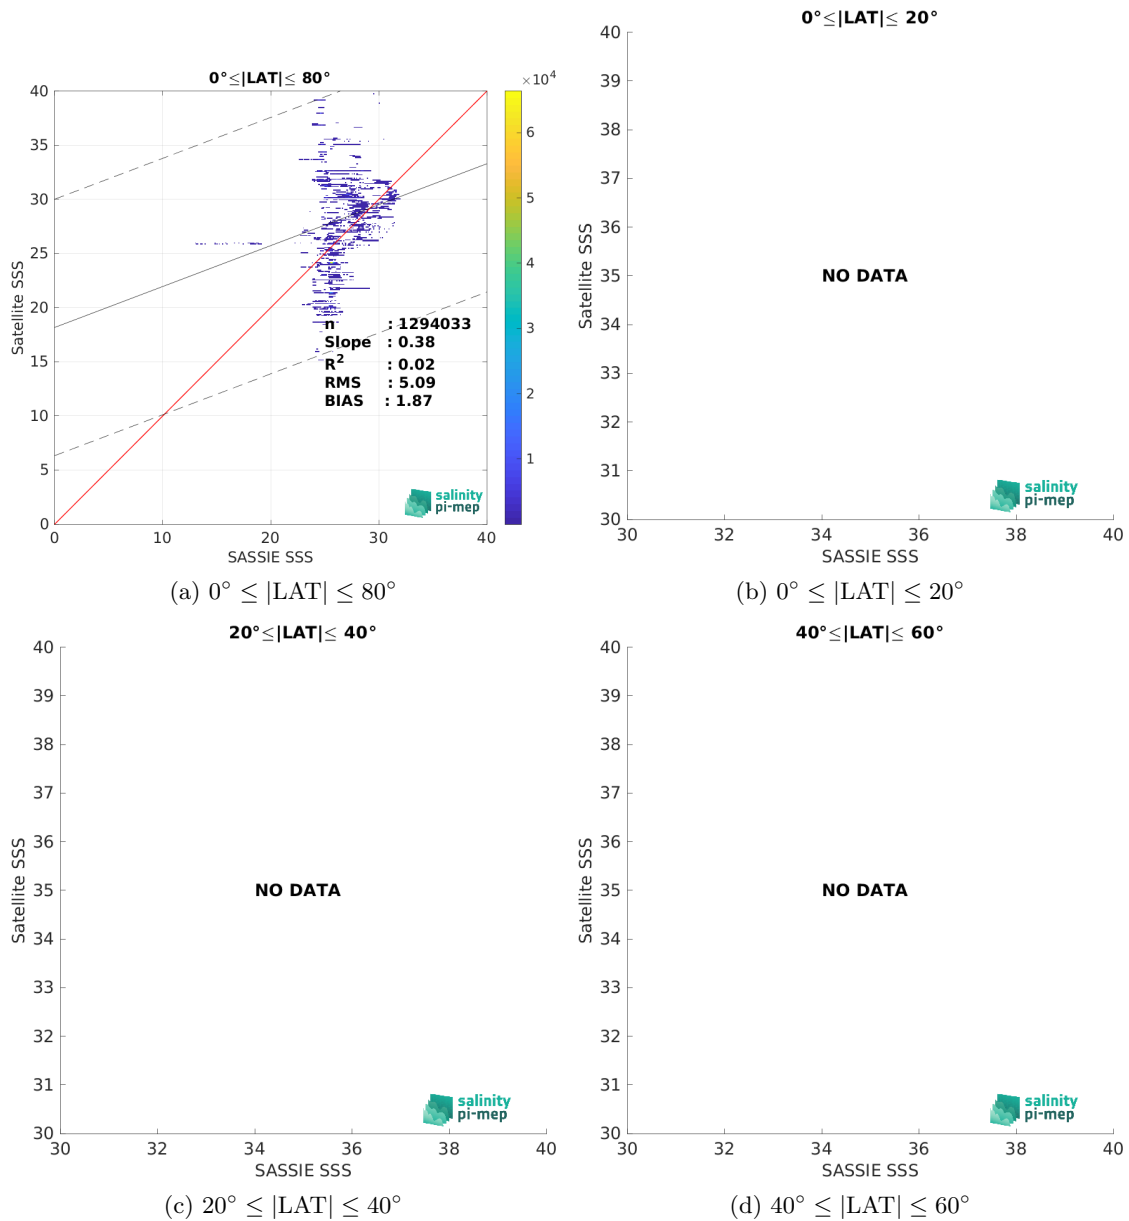 0°≤|LAT|≤ 80°
×10⁴
40
35
30
25
20
15
10
5
0
0
10
20
30
40
6
5
4
3
2
1
Satellite SSS
SASSIE SSS
n : 1294033
Slope : 0.38
R² : 0.02
RMS : 5.09
BIAS : 1.87
salinity
pi-mep
(a) 0° ≤ |LAT| ≤ 80°
0°≤|LAT|≤ 20°
40
39
38
37
36
35
34
33
32
31
30
30
32
34
36
38
40
Satellite SSS
NO DATA
SASSIE SSS
salinity
pi-mep
(b) 0° ≤ |LAT| ≤ 20°
20°≤|LAT|≤ 40°
40
39
38
37
36
35
34
33
32
31
30
30
32
34
36
38
40
Satellite SSS
NO DATA
SASSIE SSS
salinity
pi-mep
(c) 20° ≤ |LAT| ≤ 40°
40°≤|LAT|≤ 60°
40
39
38
37
36
35
34
33
32
31
30
30
32
34
36
38
40
Satellite SSS
NO DATA
SASSIE SSS
salinity
pi-mep
(d) 40° ≤ |LAT| ≤ 60°